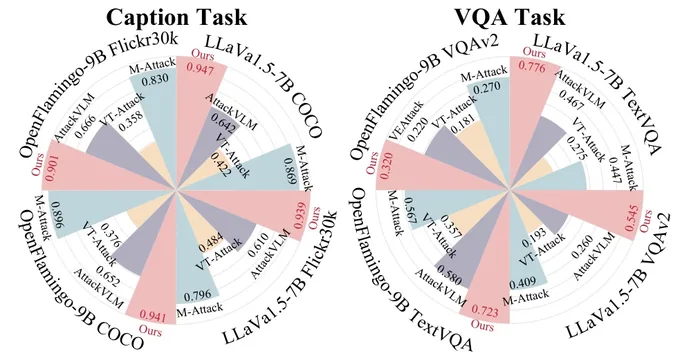 Caption Task
OpenFlamingo-9B Flickr30k
LLaVa1.5-7B COCO
LLaVa1.5-7B Flickr30k
OpenFlamingo-9B COCO
Ours
0.947
AttackVLM
0.642
VT-Attack
0.422
M-Attack
0.869
Ours
0.939
AttackVLM
0.610
VT-Attack
0.484
M-Attack
0.796
Ours
0.941
AttackVLM
0.652
VT-Attack
0.376
M-Attack
0.896
Ours
0.901
AttackVLM
0.666
VT-Attack
0.358
M-Attack
0.830
VQA Task
OpenFlamingo-9B VQAv2
LLaVa1.5-7B TextVQA
LLaVa1.5-7B VQAv2
OpenFlamingo-9B TextVQA
Ours
0.776
AttackVLM
0.467
VT-Attack
0.275
M-Attack
0.447
Ours
0.545
AttackVLM
0.260
VT-Attack
0.193
M-Attack
0.409
Ours
0.723
AttackVLM
0.580
VT-Attack
0.357
M-Attack
0.567
Ours
0.320
VEAttack
0.220
VT-Attack
0.181
M-Attack
0.270